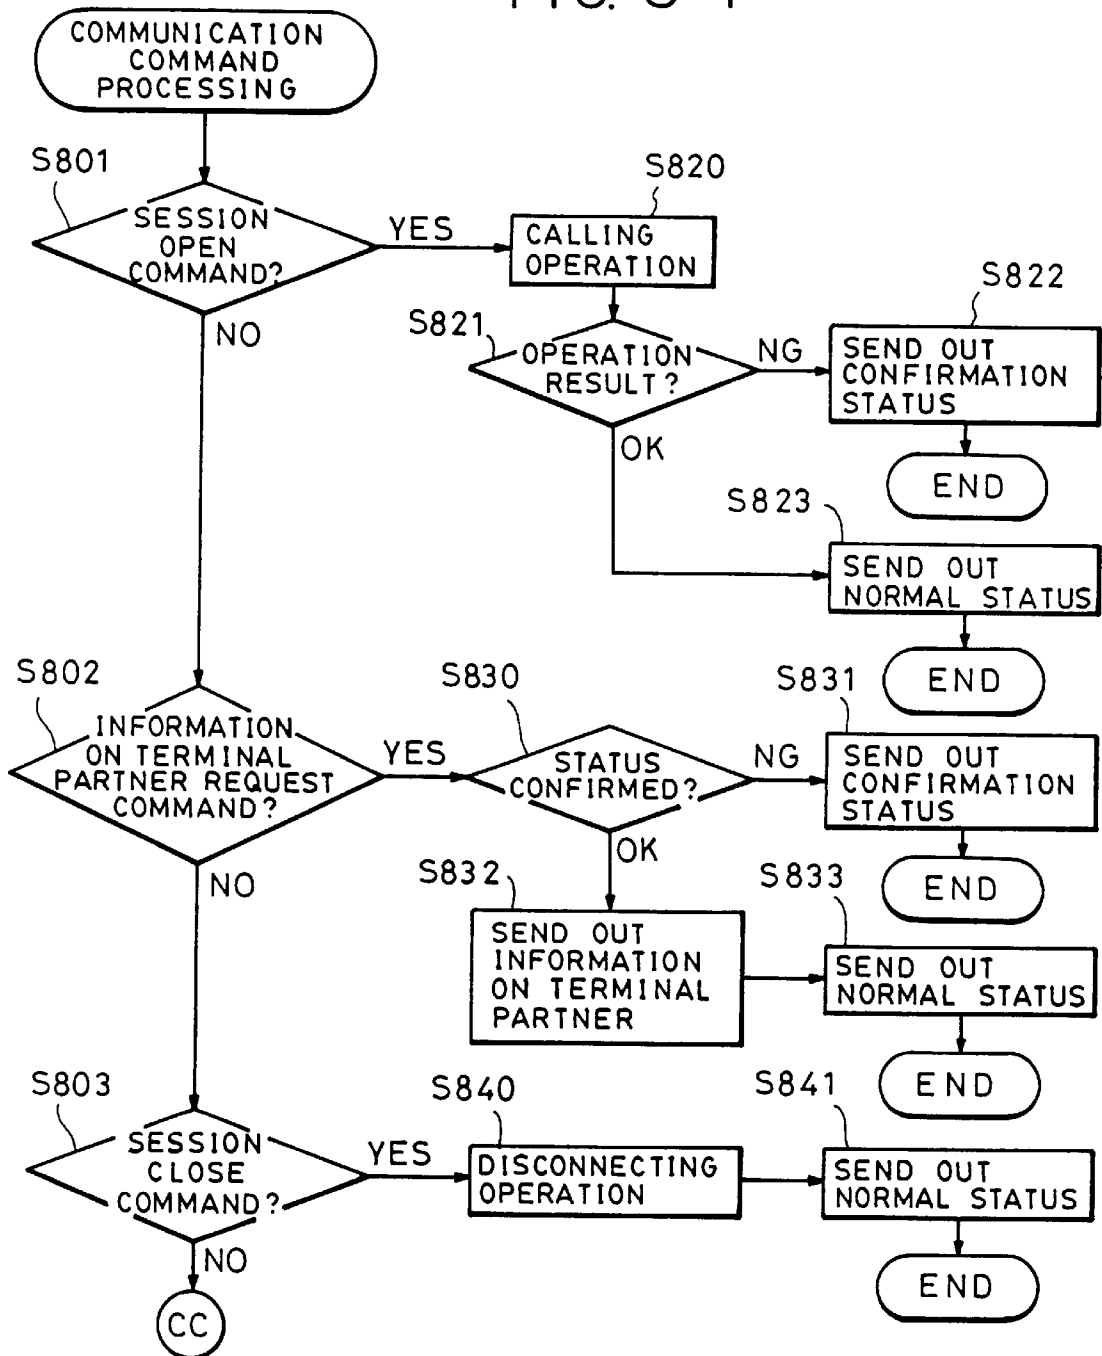 COMMUNICATION
COMMAND
PROCESSING
S801
SESSION
OPEN
COMMAND?
YES
NO
S820
CALLING
OPERATION
S821
OPERATION
RESULT?
NG
OK
S822
SEND OUT
CONFIRMATION
STATUS
END
S823
SEND OUT
NORMAL STATUS
END
S802
INFORMATION
ON TERMINAL
PARTNER REQUEST
COMMAND?
YES
NO
S830
STATUS
CONFIRMED?
NG
OK
S831
SEND OUT
CONFIRMATION
STATUS
END
S832
SEND OUT
INFORMATION
ON TERMINAL
PARTNER
S833
SEND OUT
NORMAL STATUS
END
S803
SESSION
CLOSE
COMMAND?
YES
NO
S840
DISCONNECTING
OPERATION
S841
SEND OUT
NORMAL STATUS
END
CC